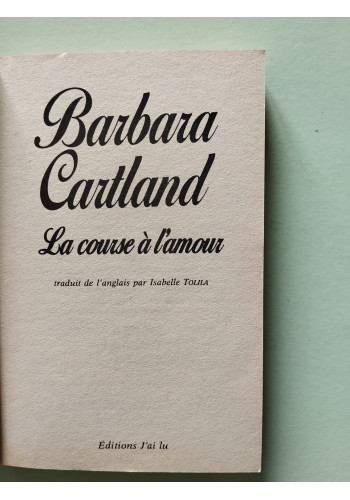 Barbara
Cartland
La course à l'amour
traduit de l'anglais par Isabelle TOLILA
Éditions J'ai lu